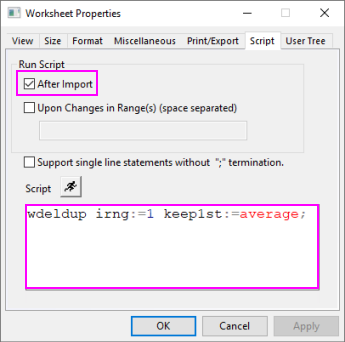 Worksheet Properties
View Size Format Miscellaneous Print/Export Script User Tree
Run Script
After Import
Upon Changes in Range(s) (space separated)
Support single line statements without ";" termination.
Script
wdeldup irng:=1 keep1st:=average;
OK Cancel Apply